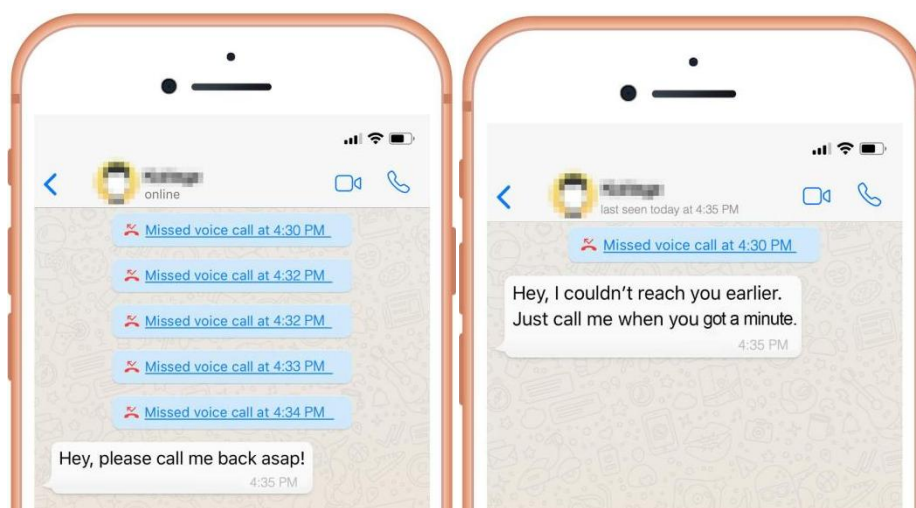 online
Missed voice call at 4:30 PM
Missed voice call at 4:32 PM
Missed voice call at 4:32 PM
Missed voice call at 4:33 PM
Missed voice call at 4:34 PM
Hey, please call me back asap!
4:35 PM
last seen today at 4:35 PM
Missed voice call at 4:30 PM
Hey, I couldn’t reach you earlier.
Just call me when you got a minute.
4:35 PM